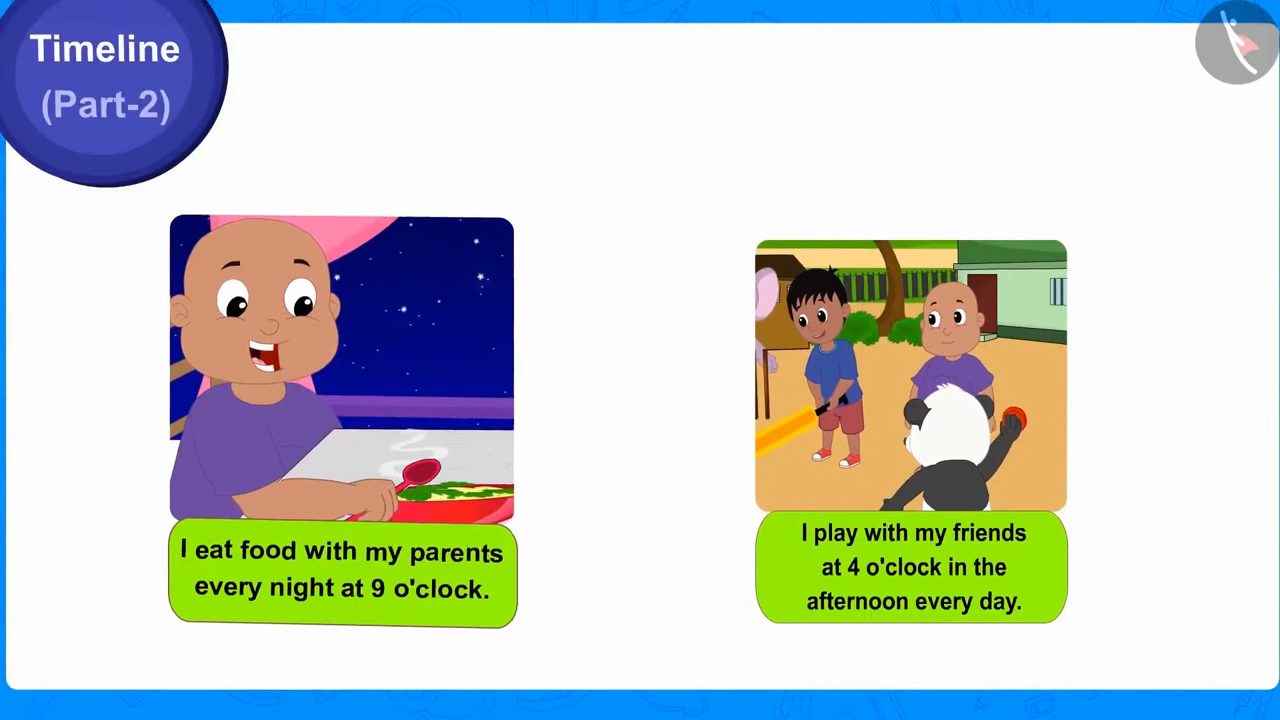 Timeline
(Part-2)
I eat food with my parents
every night at 9 o'clock.
I play with my friends
at 4 o'clock in the
afternoon every day.